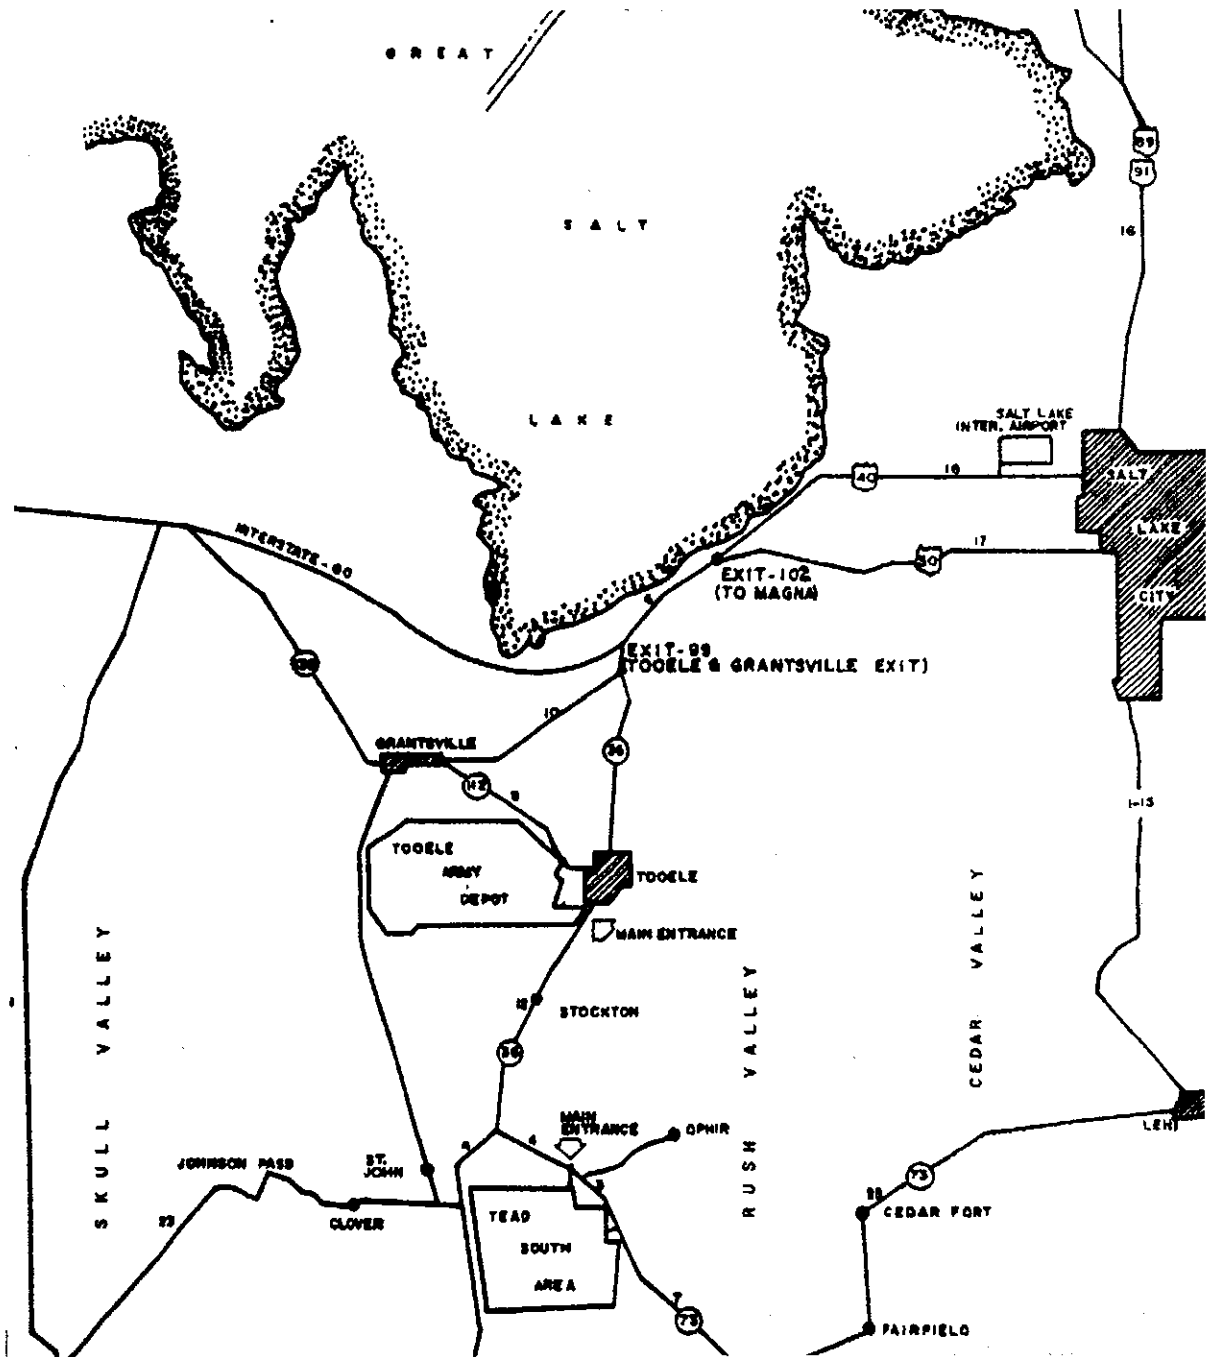 GREAT
89
91
SALT
16
LAKE
SALT LAKE
INTER. AIRPORT
SALT
40
18
INTERSTATE-80
LAKE
17
50
EXIT-102
(TO MAGNA)
CITY
4
EXIT-99
(TOOELE & GRANTSVILLE EXIT)
10
GRANTSVILLE
36
112
I-15
TOOELE
ARMY
DEPOT
TOOELE
MAIN ENTRANCE
SKULL VALLEY
RUSH VALLEY
CEDAR VALLEY
12
STOCKTON
36
MAIN
ENTRANCE
OPHIR
LEHI
4
4
JOHNSON PASS
ST.
JOHN
73
22
CEDAR FORT
23
CLOVER
TEAD
SOUTH
AREA
7
73
FAIRFIELD